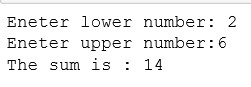 Eneter lower number: 2
Eneter upper number:6
The sum is : 14